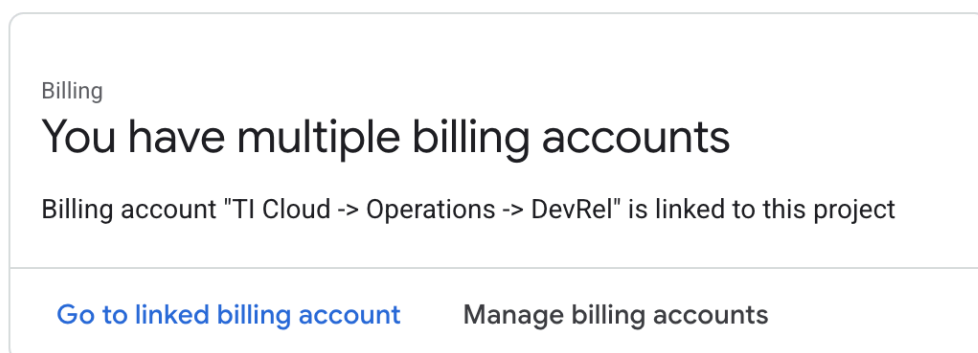 Billing
You have multiple billing accounts
Billing account "TI Cloud -> Operations -> DevRel" is linked to this project
Go to linked billing account
Manage billing accounts